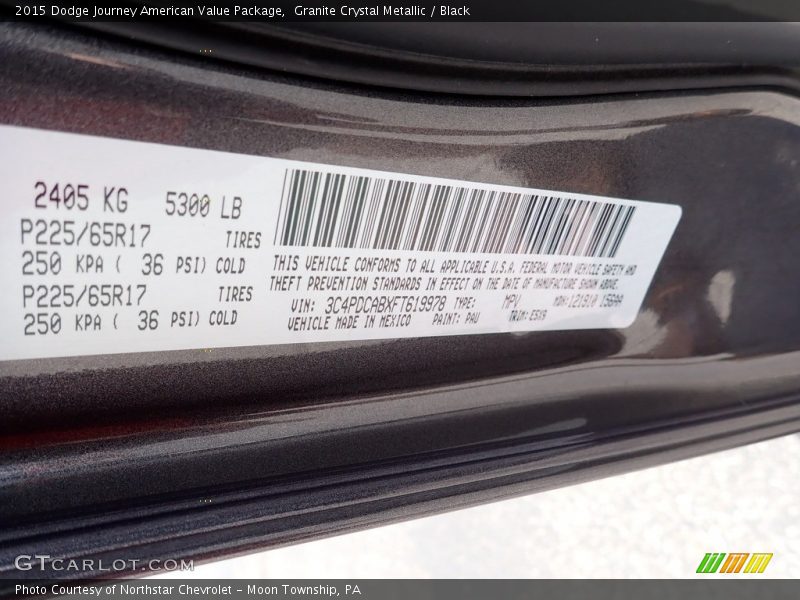 2015 Dodge Journey American Value Package, Granite Crystal Metallic / Black
2405 KG 5300 LB
P225/65R17 TIRES
250 KPA ( 36 PSI) COLD
P225/65R17 TIRES
250 KPA ( 36 PSI) COLD
THIS VEHICLE CONFORMS TO ALL APPLICABLE U.S.A. FEDERAL MOTOR VEHICLE SAFETY AND
THEFT PREVENTION STANDARDS IN EFFECT ON THE DATE OF MANUFACTURE SHOWN ABOVE.
VIN: 3C4PDCABXFT619978 TYPE: MPV
VEHICLE MADE IN MEXICO PAINT: PAU TRIM:
GTCARLOT.COM
Photo Courtesy of Northstar Chevrolet - Moon Township, PA